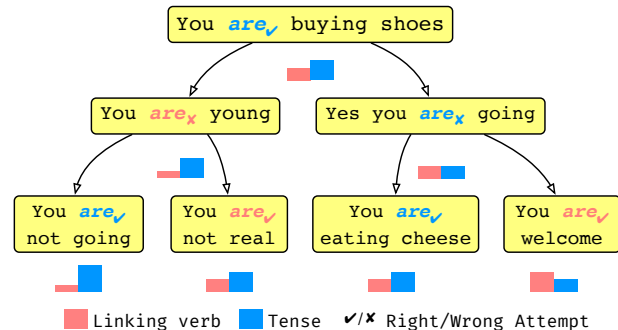 You are✔ buying shoes
You are✘ young
Yes you are✘ going
You are✔
not going
You are✔
not real
You are✔
eating cheese
You are✔
welcome
Linking verb
Tense
✔/✘ Right/Wrong Attempt